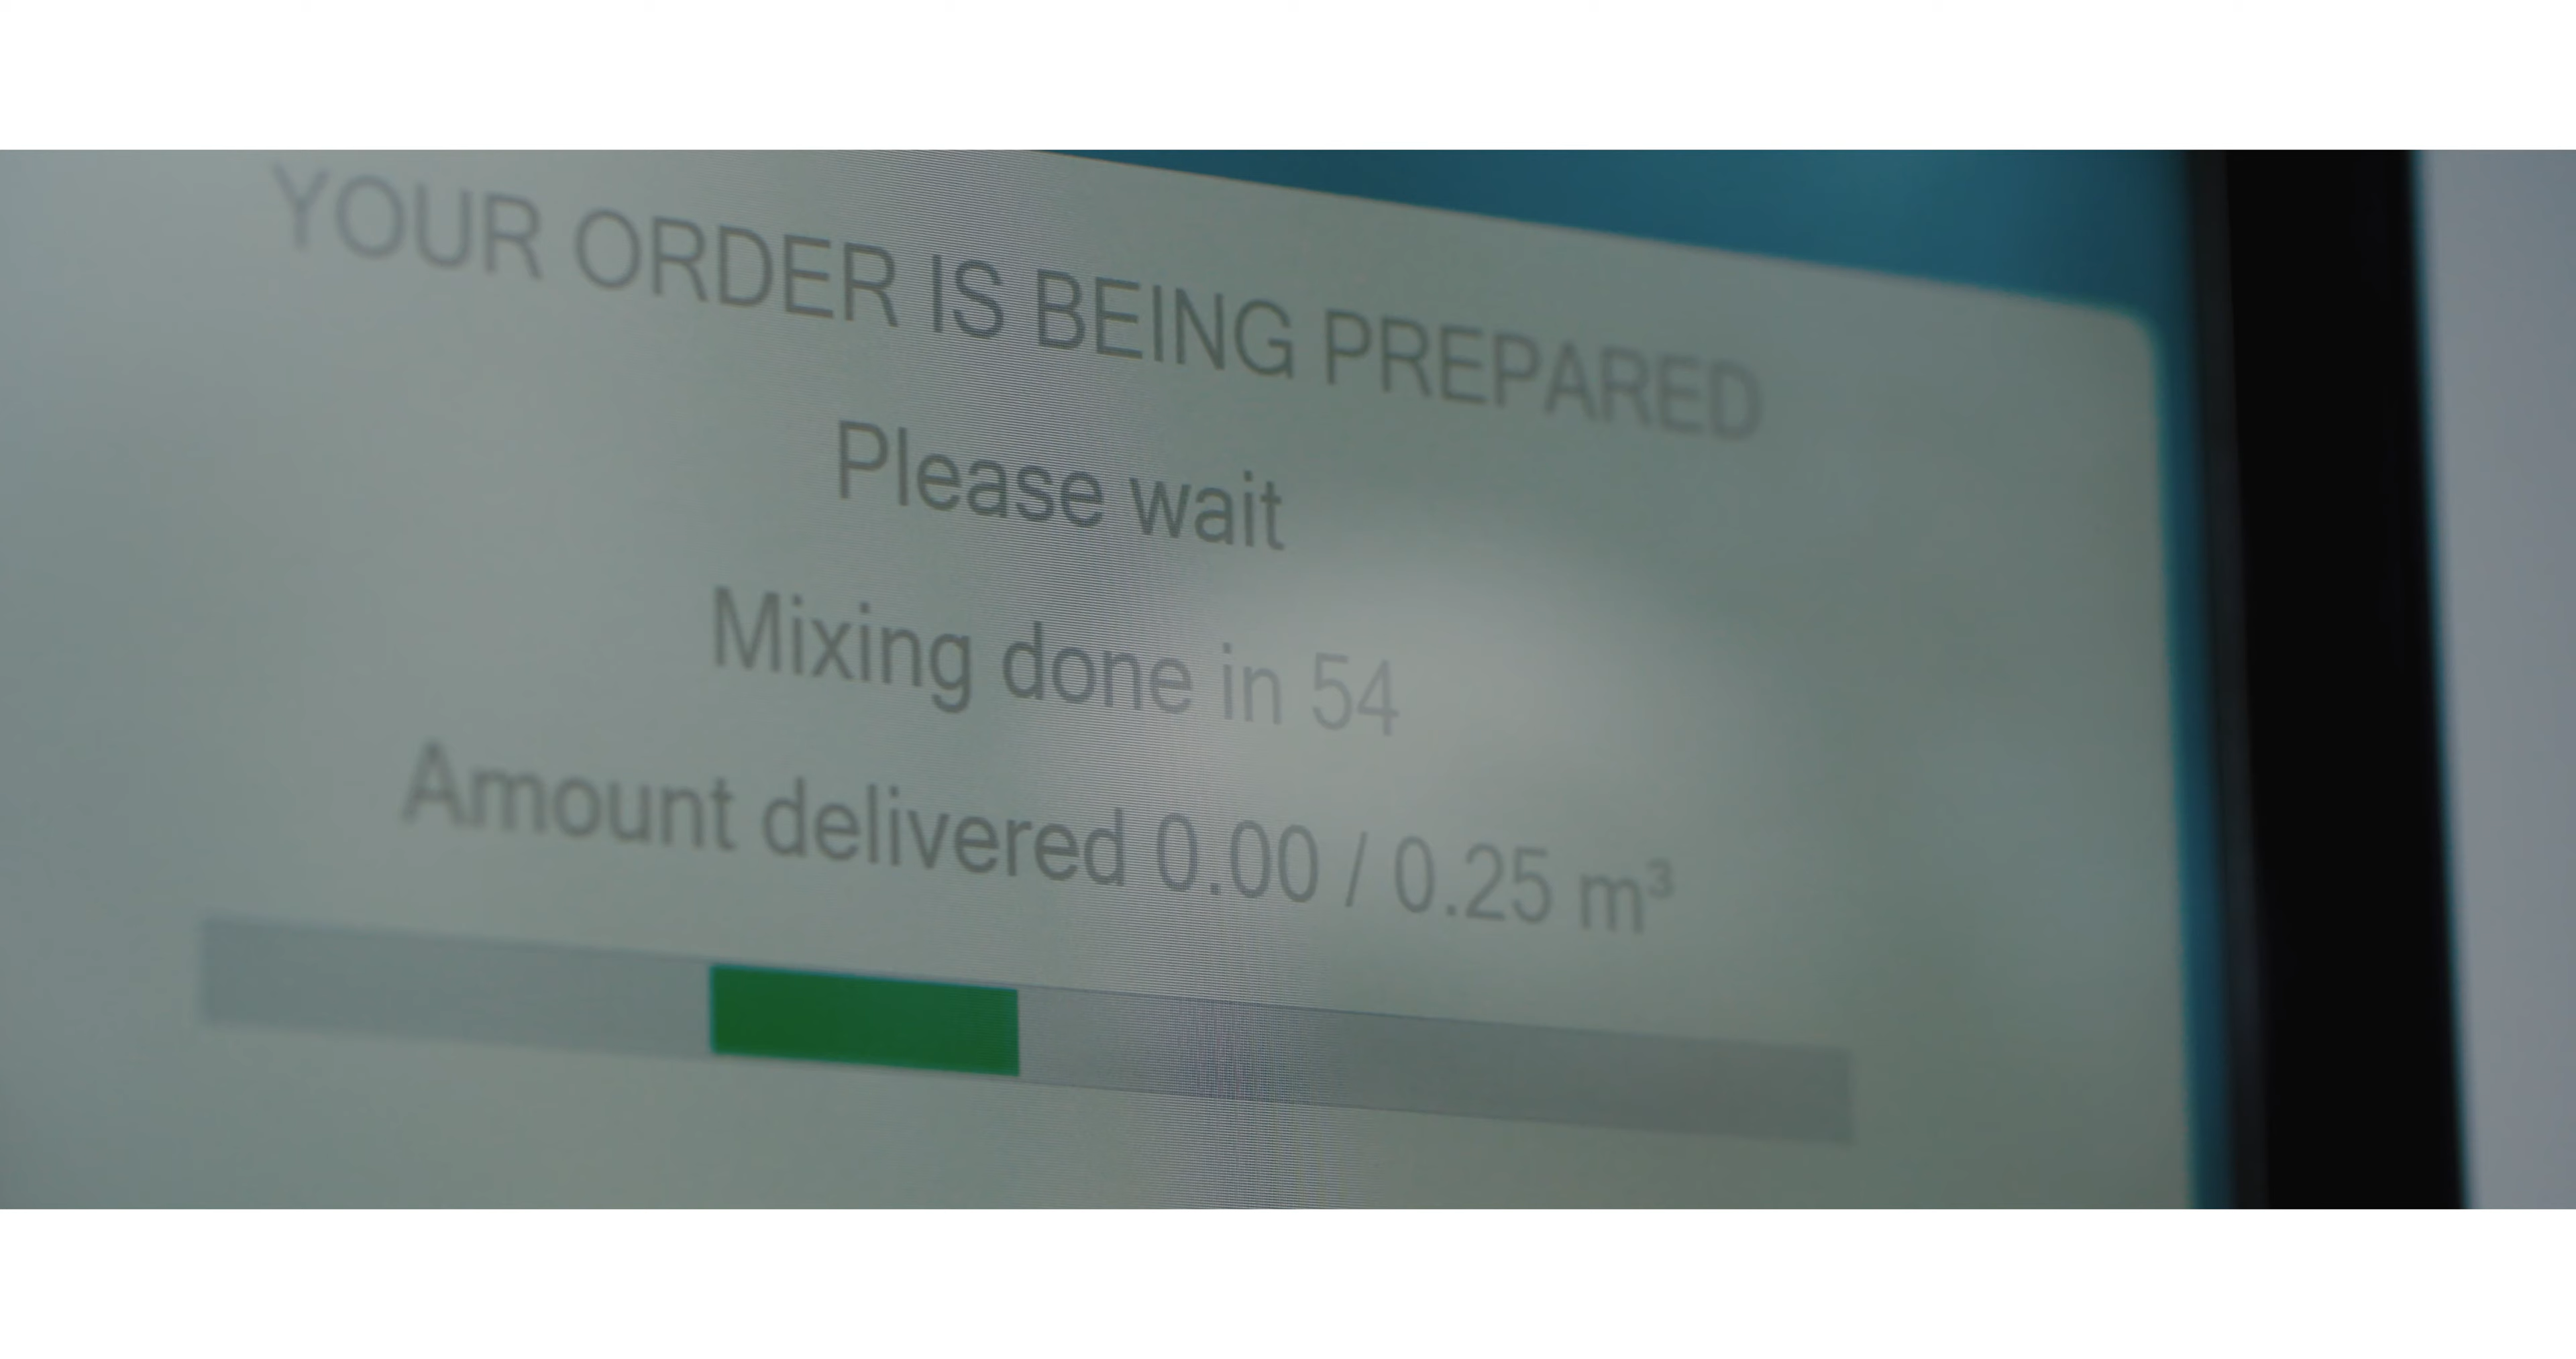 YOUR ORDER IS BEING PREPARED
Please wait
Mixing done in 54
Amount delivered 0.00 / 0.25 m³